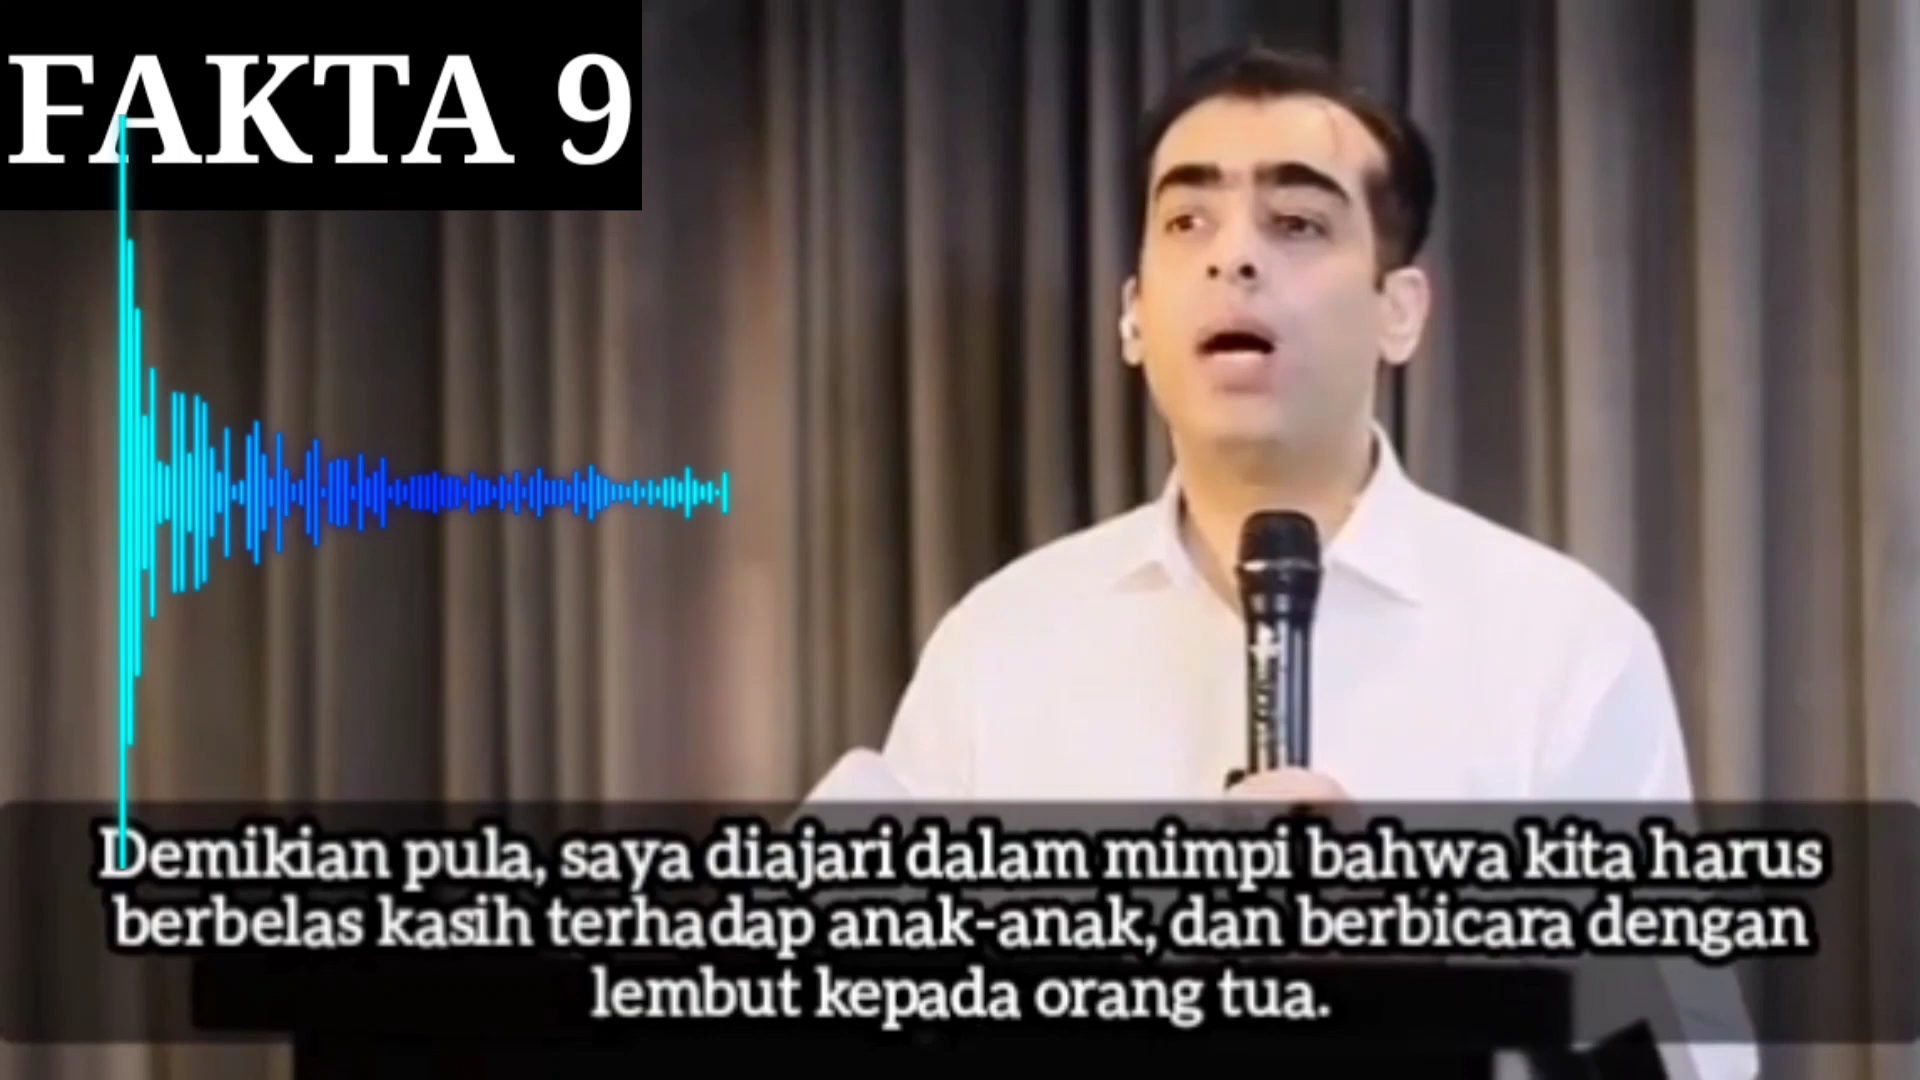 FAKTA 9
Demikian pula, saya diajari dalam mimpi bahwa kita harus
berbelas kasih terhadap anak-anak, dan berbicara dengan
lembut kepada orang tua.